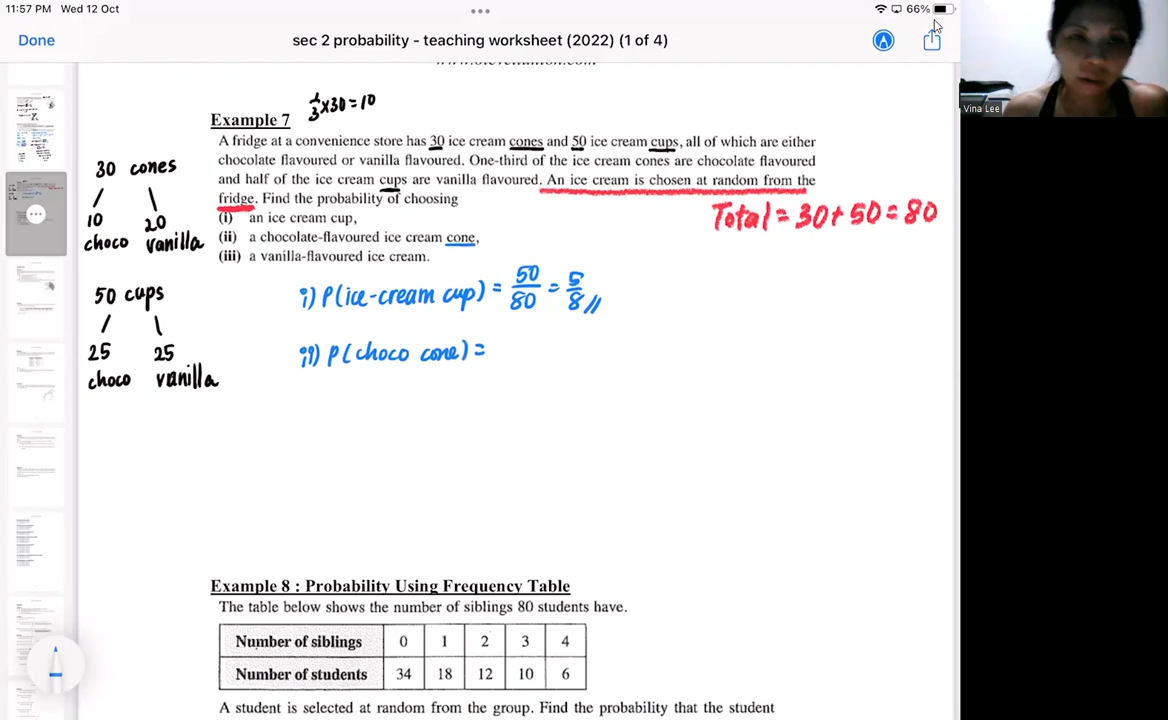 11:57 PM Wed 12 Oct
66%
Done
sec 2 probability - teaching worksheet (2022) (1 of 4)
Vina Lee
1/3 x 30 = 10
Example 7
A fridge at a convenience store has 30 ice cream cones and 50 ice cream cups, all of which are either
chocolate flavoured or vanilla flavoured. One-third of the ice cream cones are chocolate flavoured
and half of the ice cream cups are vanilla flavoured. An ice cream is chosen at random from the
fridge. Find the probability of choosing
(i) an ice cream cup,
(ii) a chocolate-flavoured ice cream cone,
(iii) a vanilla-flavoured ice cream.
Total = 30 + 50 = 80
30 cones
10 20
choco vanilla
50 cups
25 25
choco vanilla
i) P(ice-cream cup) = 50/80 = 5/8 //
ii) P(choco cone) =
Example 8 : Probability Using Frequency Table
The table below shows the number of siblings 80 students have.
Number of siblings 0 1 2 3 4
Number of students 34 18 12 10 6
A student is selected at random from the group. Find the probability that the student